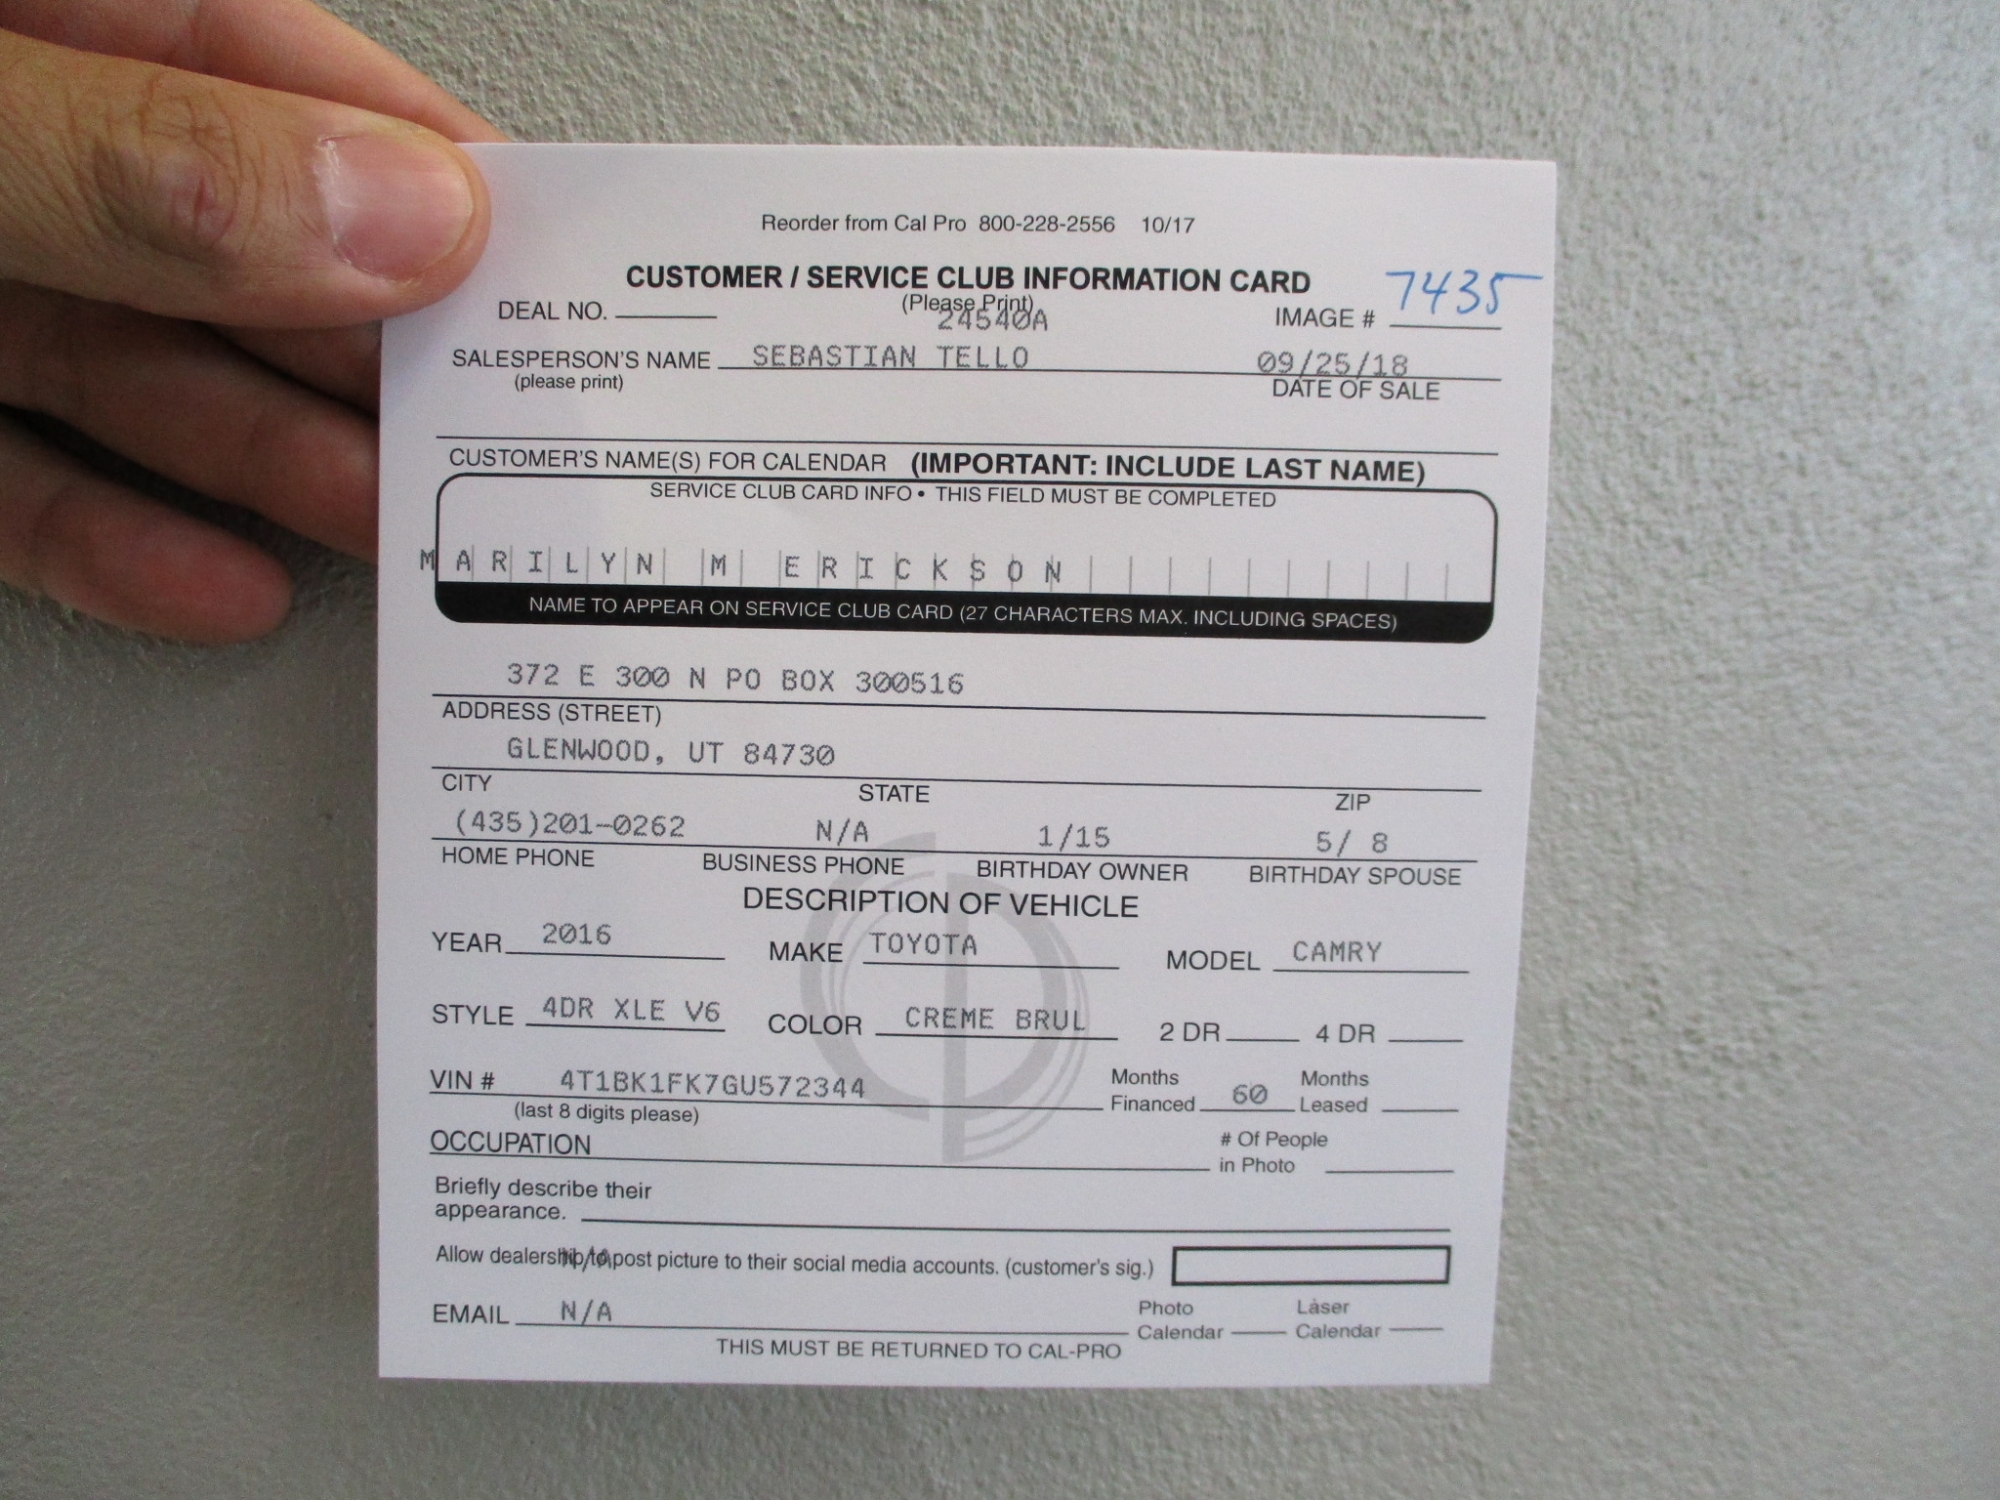 Reorder from Cal Pro 800-228-2556 10/17
CUSTOMER / SERVICE CLUB INFORMATION CARD
(Please Print)
7435
DEAL NO. 24540A IMAGE #
SALESPERSON'S NAME SEBASTIAN TELLO 09/25/18
(please print) DATE OF SALE
CUSTOMER'S NAME(S) FOR CALENDAR (IMPORTANT: INCLUDE LAST NAME)
SERVICE CLUB CARD INFO • THIS FIELD MUST BE COMPLETED
MARILYN M ERICKSON
NAME TO APPEAR ON SERVICE CLUB CARD (27 CHARACTERS MAX. INCLUDING SPACES)
372 E 300 N PO BOX 300516
ADDRESS (STREET)
GLENWOOD, UT 84730
CITY STATE ZIP
(435)201-0262 N/A 1/15 5/ 8
HOME PHONE BUSINESS PHONE BIRTHDAY OWNER BIRTHDAY SPOUSE
DESCRIPTION OF VEHICLE
YEAR 2016 MAKE TOYOTA MODEL CAMRY
STYLE 4DR XLE V6 COLOR CREME BRUL 2 DR 4 DR
VIN # 4T1BK1FK7GU572344 Months Financed 60 Months Leased
(last 8 digits please)
OCCUPATION # Of People in Photo
Briefly describe their
appearance.
Allow dealership to post picture to their social media accounts. (customer's sig.)
N/A
EMAIL N/A Photo Calendar Láser Calendar
THIS MUST BE RETURNED TO CAL-PRO